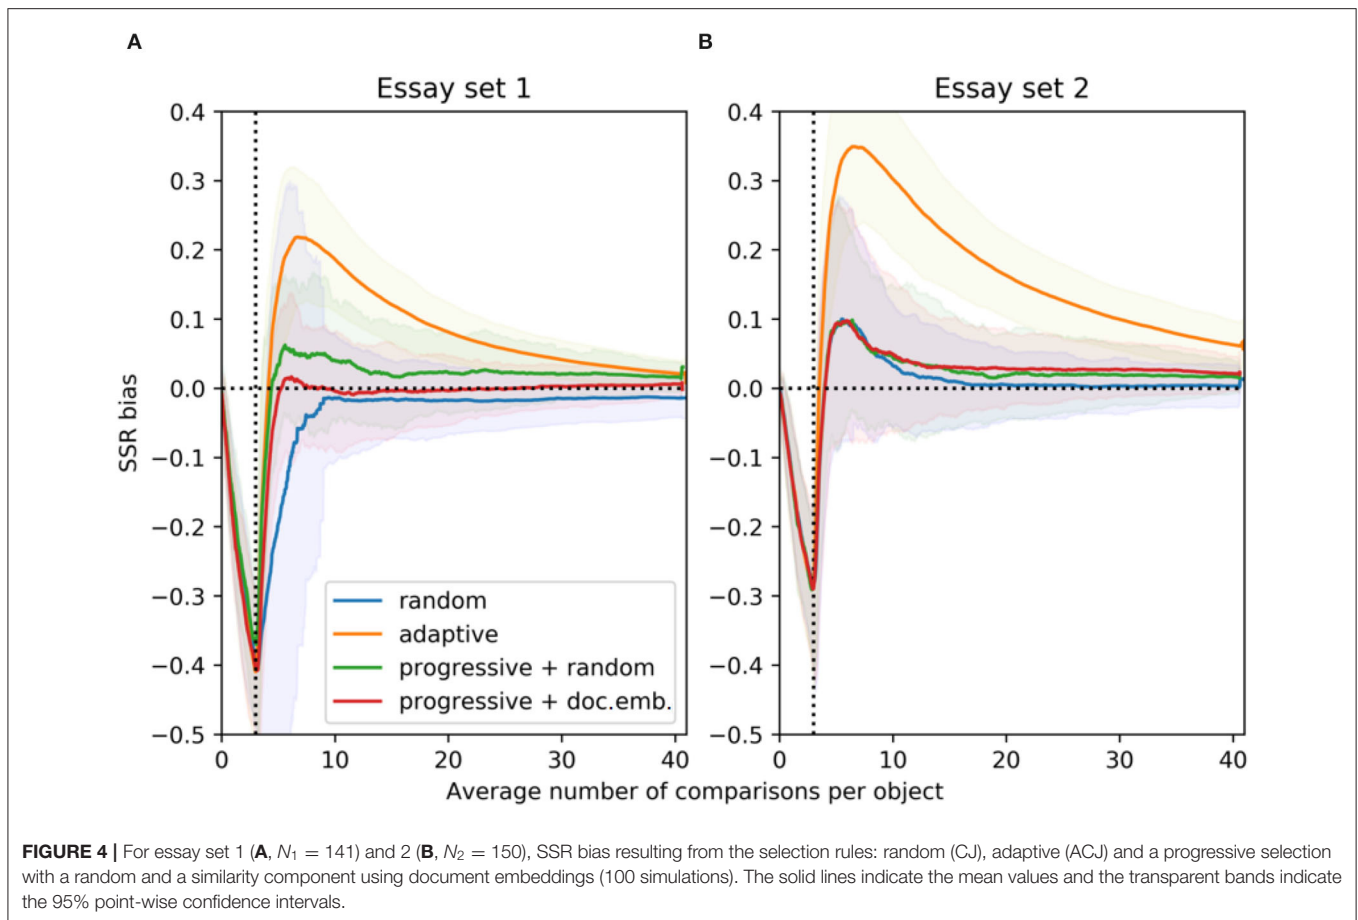 A
B
Essay set 1
Essay set 2
0.4
0.3
0.2
0.1
0.0
−0.1
−0.2
−0.3
−0.4
−0.5
SSR bias
0.4
0.3
0.2
0.1
0.0
−0.1
−0.2
−0.3
−0.4
−0.5
random
adaptive
progressive + random
progressive + doc.emb.
0 10 20 30 40
0 10 20 30 40
Average number of comparisons per object
FIGURE 4 | For essay set 1 (A, N₁ = 141) and 2 (B, N₂ = 150), SSR bias resulting from the selection rules: random (CJ), adaptive (ACJ) and a progressive selection
with a random and a similarity component using document embeddings (100 simulations). The solid lines indicate the mean values and the transparent bands indicate
the 95% point-wise confidence intervals.